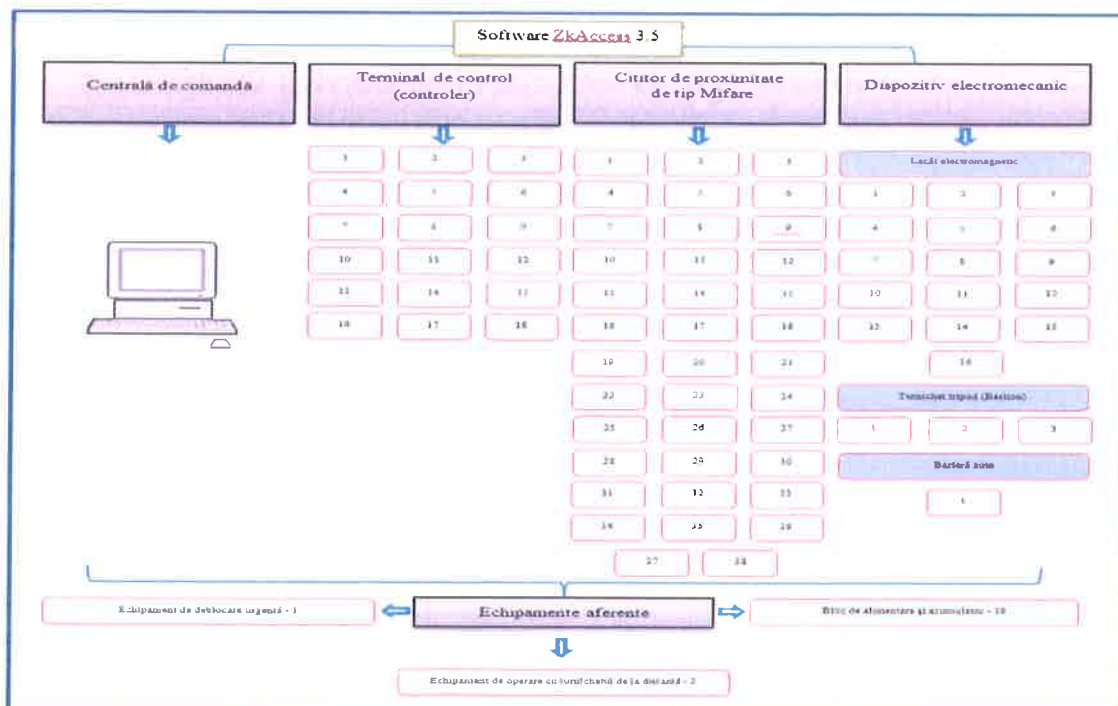 Software ZkAccess 3.5
Centrală de comandă
Terminal de control
(controler)
Cititor de proximitate
de tip Mifare
Dispozitiv electromecanic
1 2 3
4 5 6
7 8 9
10 11 12
13 14 15
16 17 18
1 2 3
4 5 6
7 8 9
10 11 12
13 14 15
16 17 18
19 20 21
22 23 24
25 26 27
28 29 30
31
34 35 36
37 38
Lacăt electromagnetic
1 2 3
4 5 6
7 8 9
10 11 12
13 14 15
16
Turnichet tripod
1 2 3
Barieră auto
1
Echipamente aferente
Echipament de deblocare urgentă - 1
Bloc de alimentare și acumulator - 18
Echipament de operare cu turnichetul de la distanță - 2